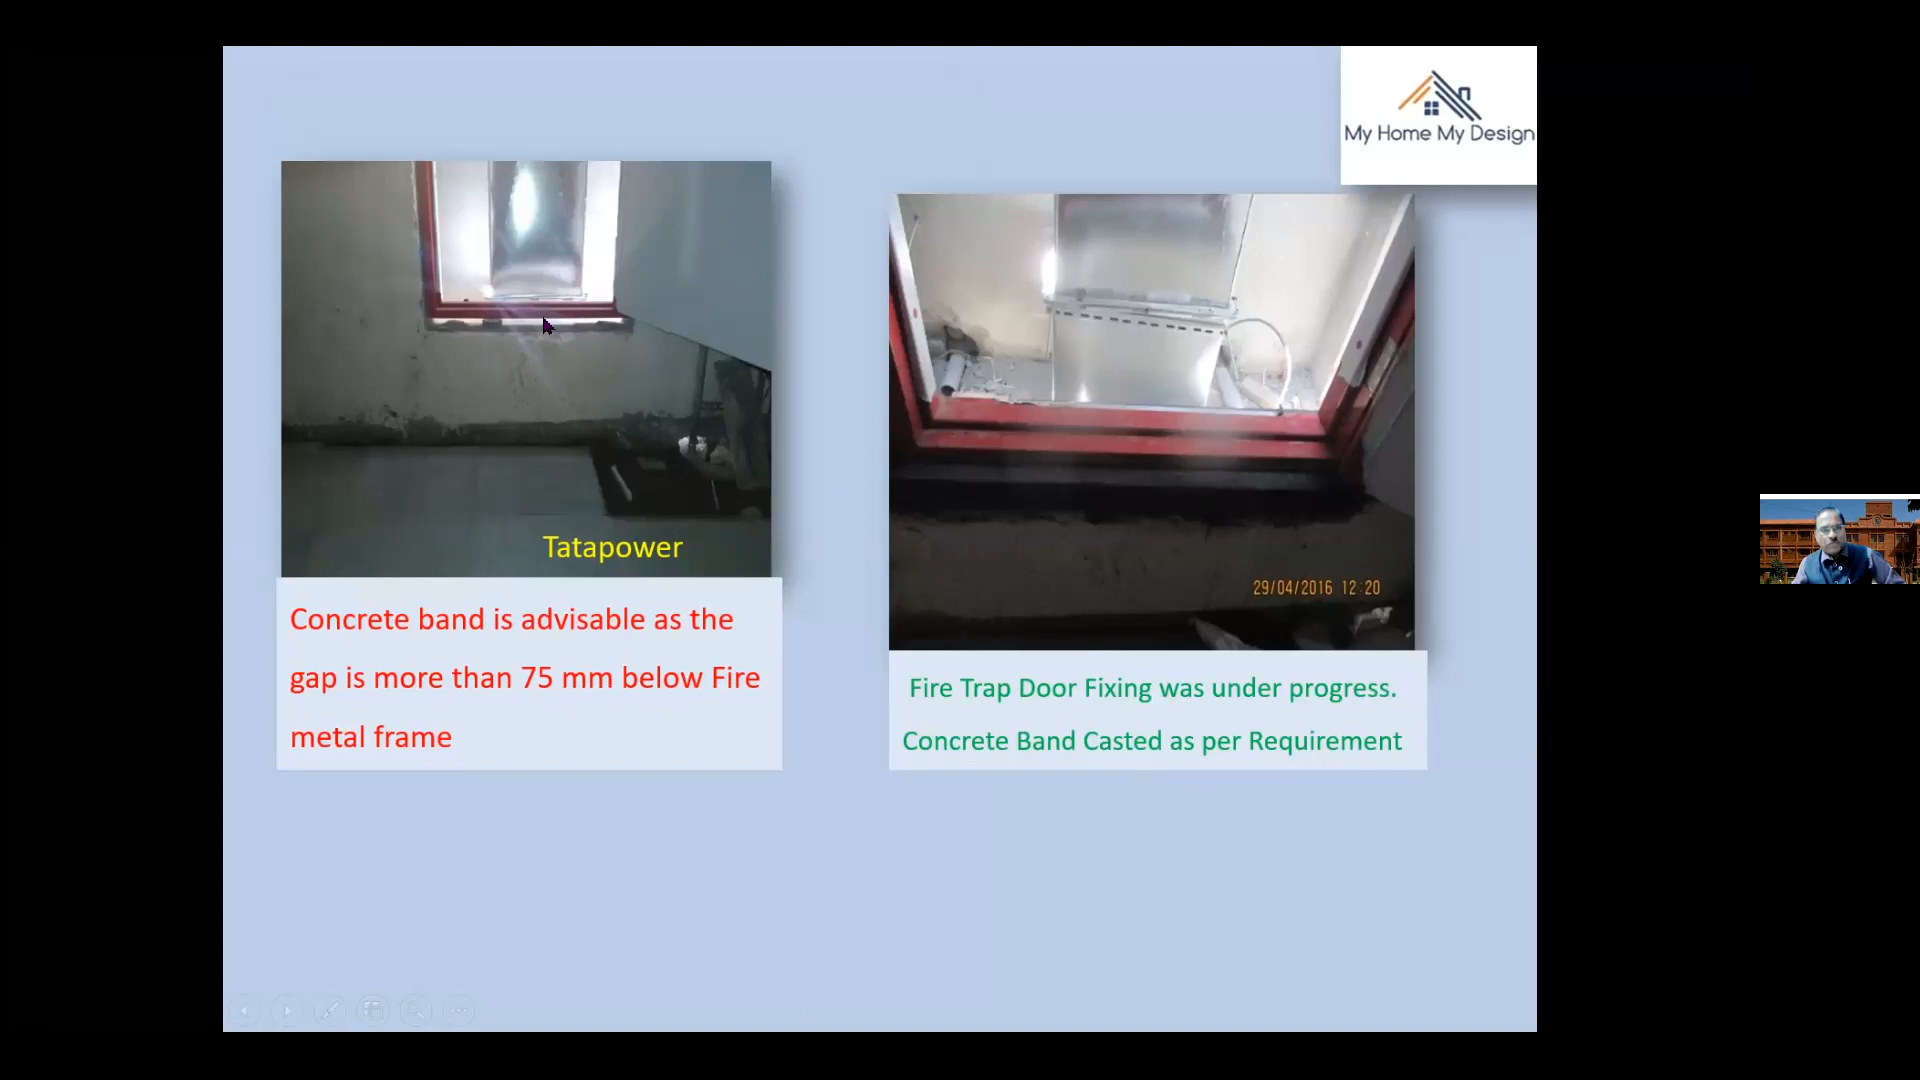 My Home My Design
Tatapower
Concrete band is advisable as the
gap is more than 75 mm below Fire
metal frame
29/04/2016 12:20
Fire Trap Door Fixing was under progress.
Concrete Band Casted as per Requirement